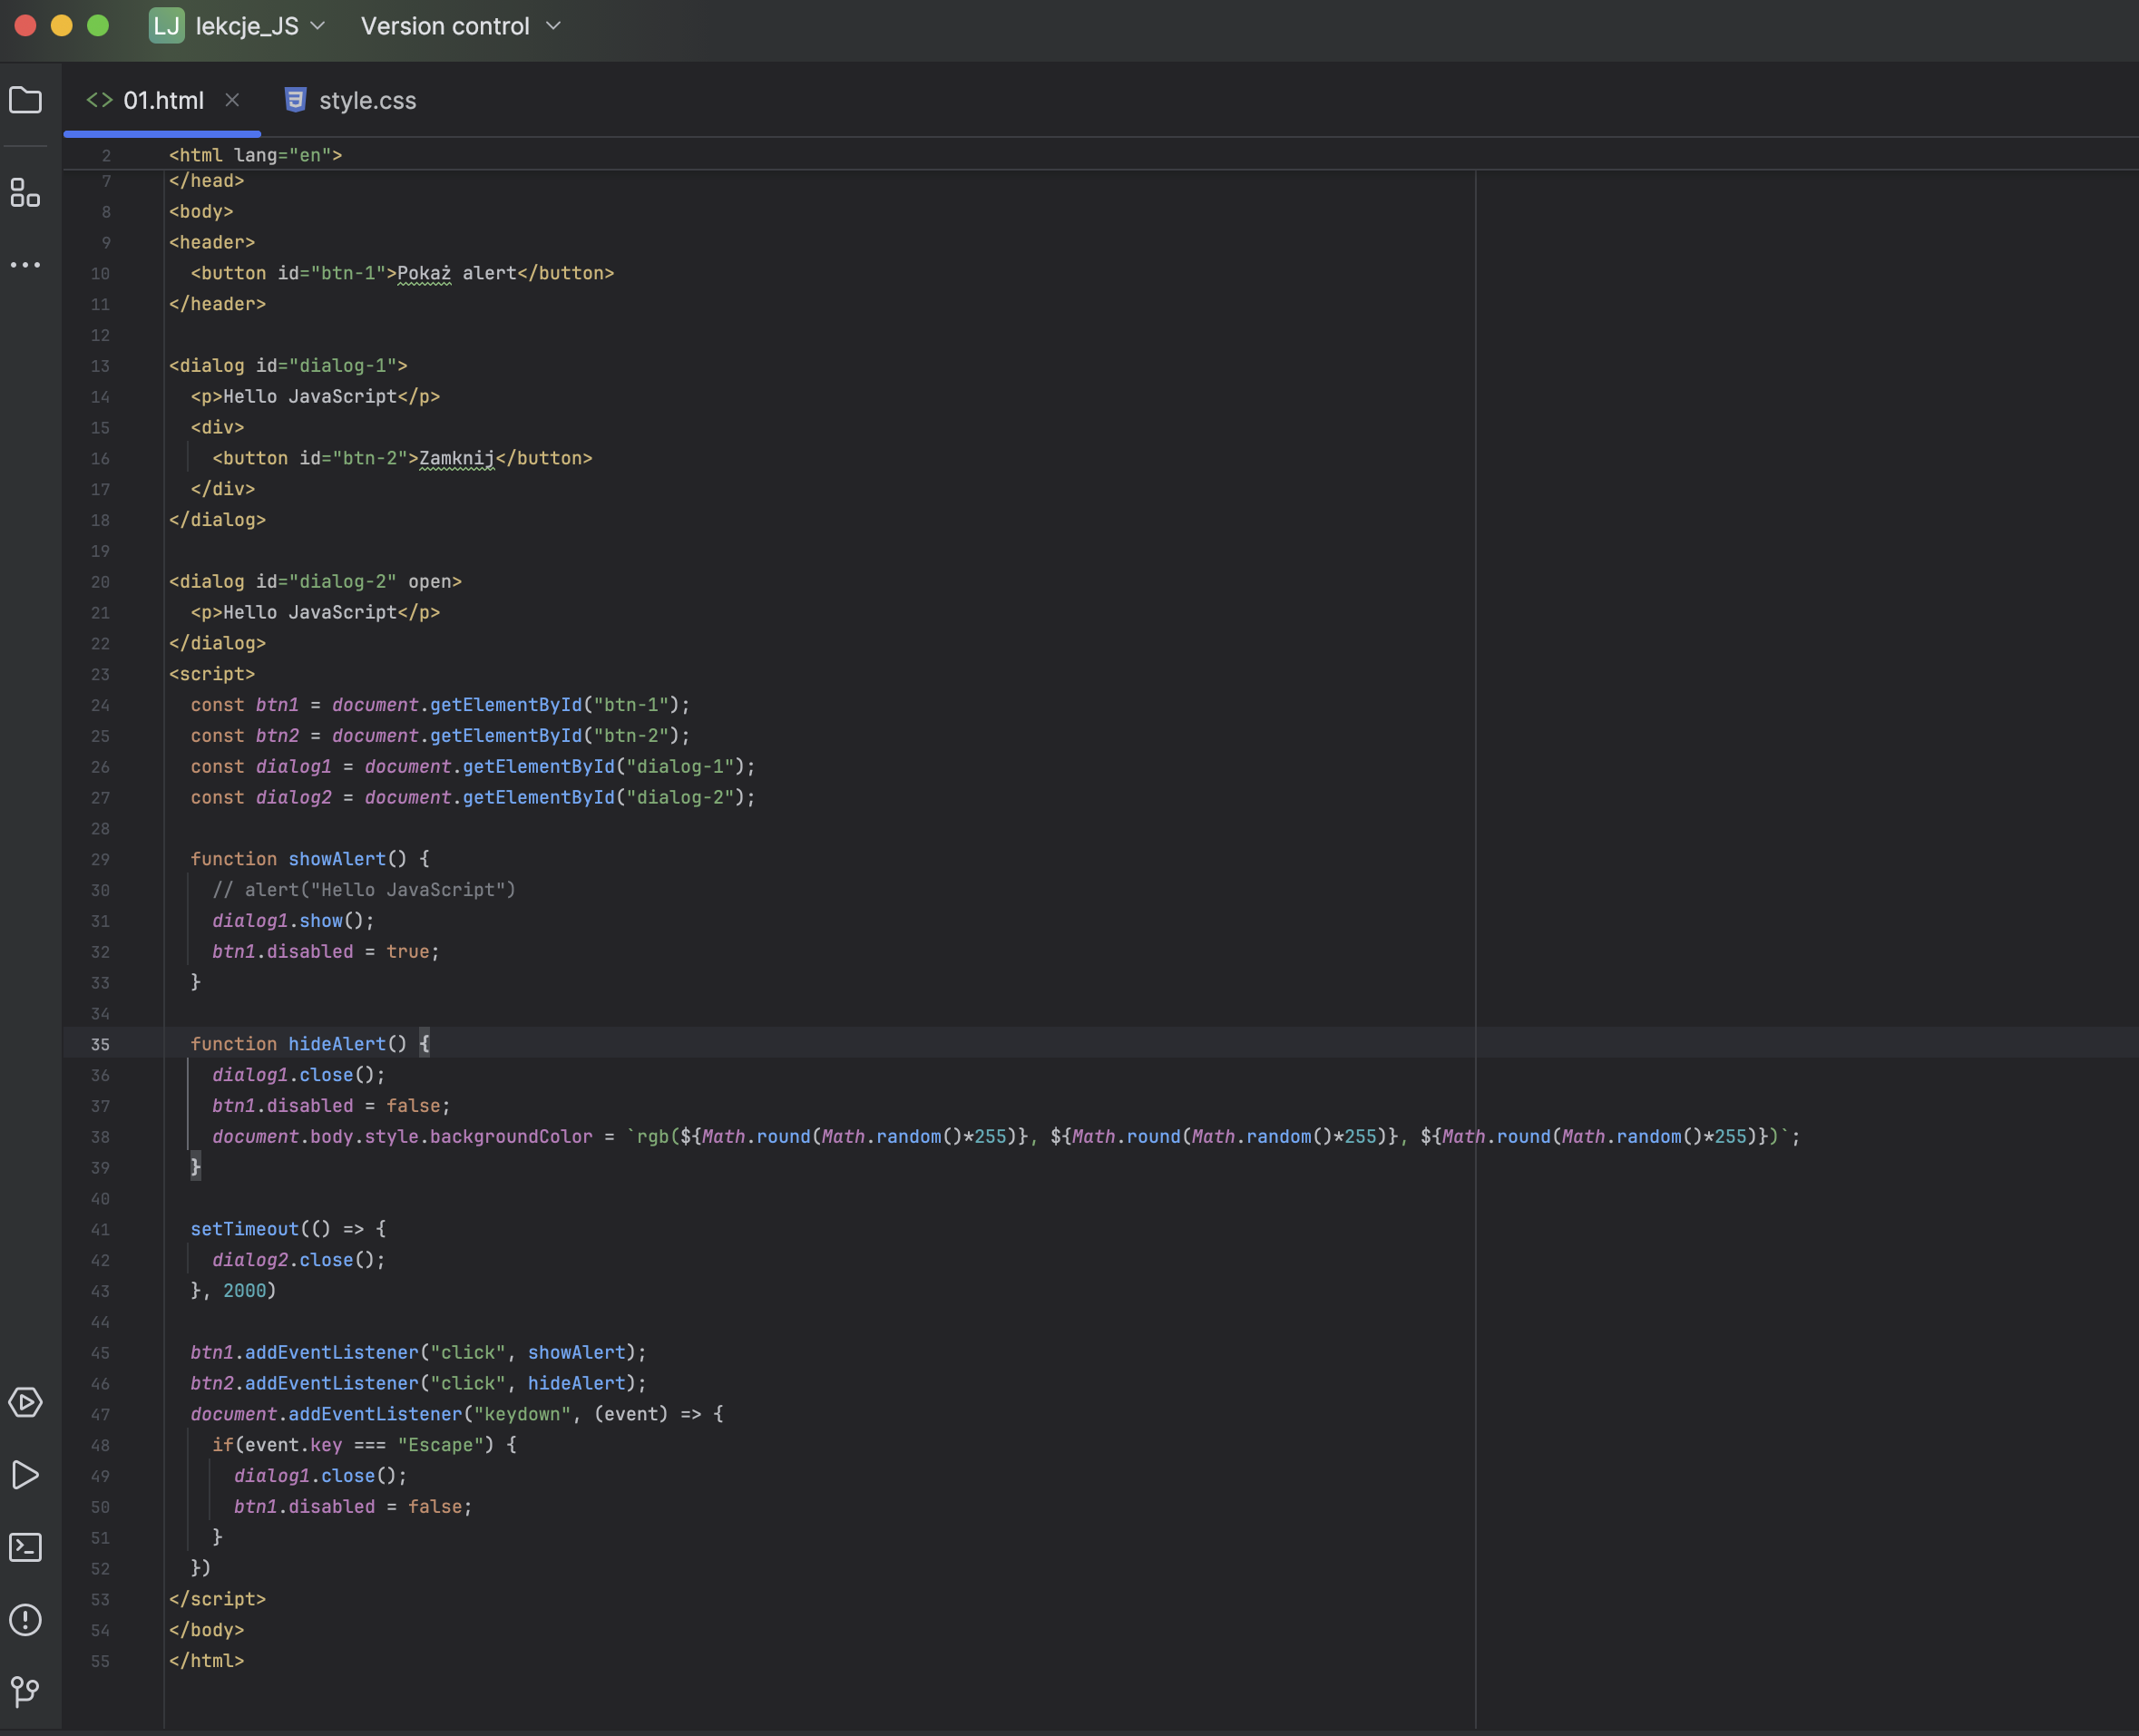 LJ lekcje_JS Version control
01.html style.css
2 <html lang="en">
7 </head>
8 <body>
9 <header>
10   <button id="btn-1">Pokaż alert</button>
11 </header>
12
13 <dialog id="dialog-1">
14   <p>Hello JavaScript</p>
15   <div>
16     <button id="btn-2">Zamknij</button>
17   </div>
18 </dialog>
19
20 <dialog id="dialog-2" open>
21   <p>Hello JavaScript</p>
22 </dialog>
23 <script>
24   const btn1 = document.getElementById("btn-1");
25   const btn2 = document.getElementById("btn-2");
26   const dialog1 = document.getElementById("dialog-1");
27   const dialog2 = document.getElementById("dialog-2");
28
29   function showAlert() {
30     // alert("Hello JavaScript")
31     dialog1.show();
32     btn1.disabled = true;
33   }
34
35   function hideAlert() {
36     dialog1.close();
37     btn1.disabled = false;
38     document.body.style.backgroundColor = `rgb(${Math.round(Math.random()*255)}, ${Math.round(Math.random()*255)}, ${Math.round(Math.random()*255)})`;
39   }
40
41   setTimeout(() => {
42     dialog2.close();
43   }, 2000)
44
45   btn1.addEventListener("click", showAlert);
46   btn2.addEventListener("click", hideAlert);
47   document.addEventListener("keydown", (event) => {
48     if(event.key === "Escape") {
49       dialog1.close();
50       btn1.disabled = false;
51     }
52   })
53 </script>
54 </body>
55 </html>